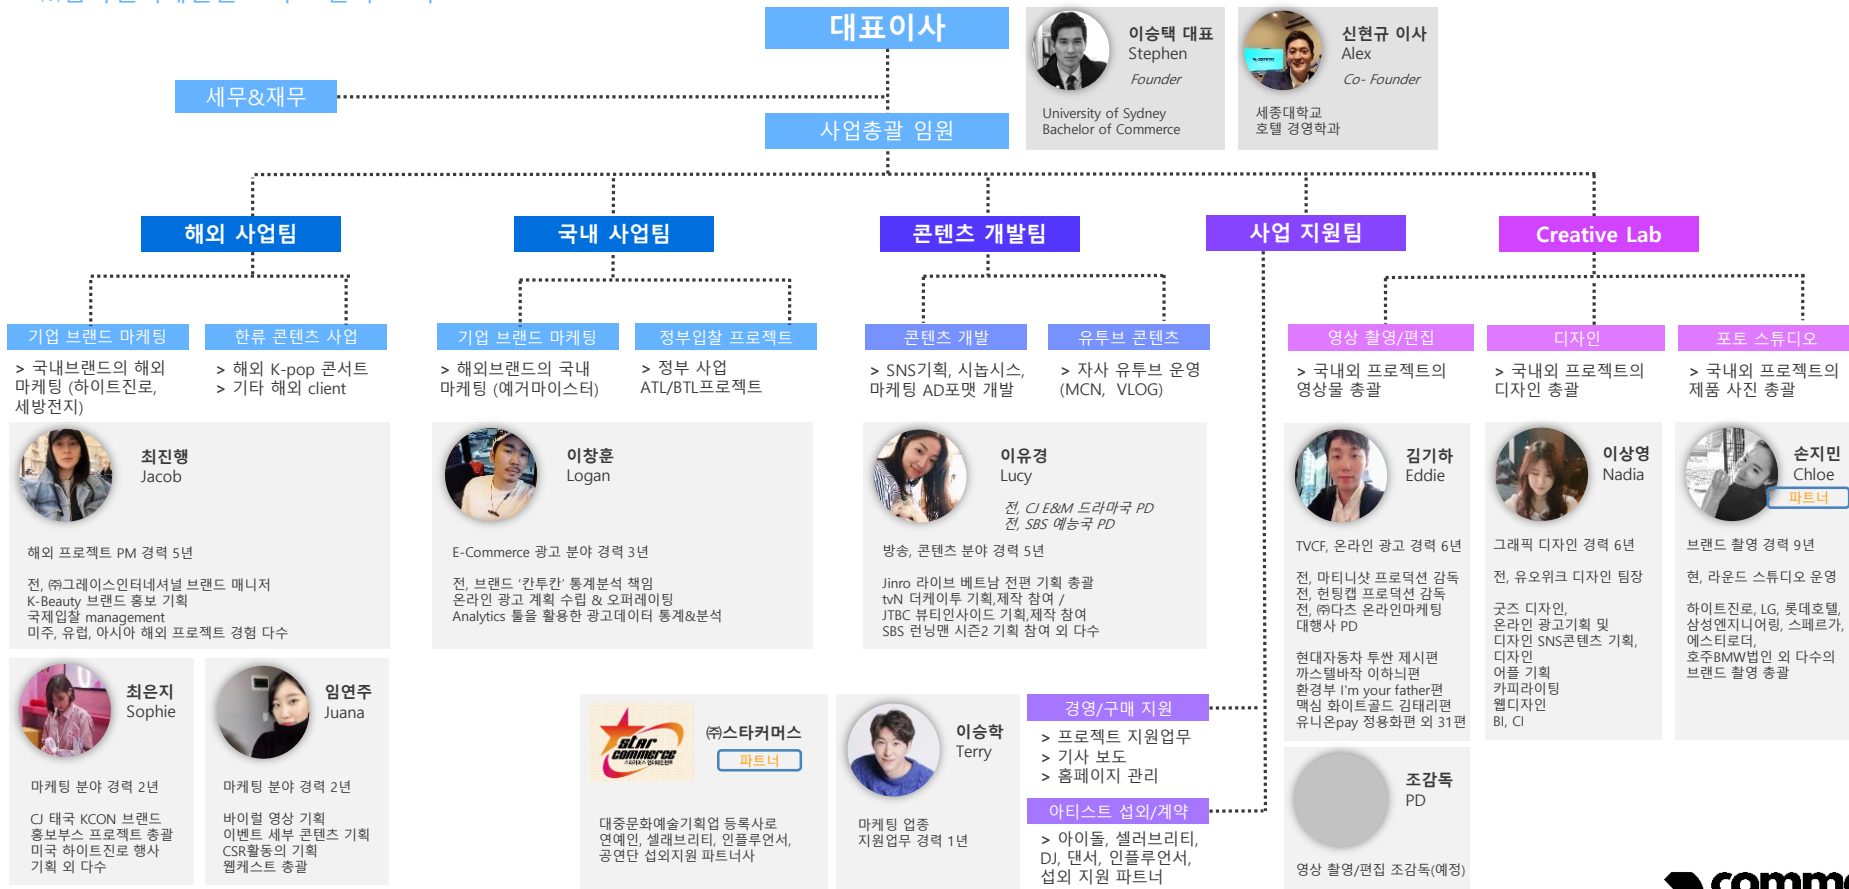 대표이사
이승택 대표
Stephen
Founder
University of Sydney
Bachelor of Commerce
신현규 이사
Alex
Co- Founder
세종대학교
호텔 경영학과
세무&재무
사업총괄 임원
해외 사업팀
국내 사업팀
콘텐츠 개발팀
사업 지원팀
Creative Lab
기업 브랜드 마케팅
> 국내브랜드의 해외
마케팅 (하이트진로,
세방전지)
한류 콘텐츠 사업
> 해외 K-pop 콘서트
> 기타 해외 client
기업 브랜드 마케팅
> 해외브랜드의 국내
마케팅 (예거마이스터)
정부입찰 프로젝트
> 정부 사업
ATL/BTL프로젝트
콘텐츠 개발
> SNS기획, 시놉시스,
마케팅 AD포맷 개발
유투브 콘텐츠
> 자사 유투브 운영
(MCN, VLOG)
영상 촬영/편집
> 국내외 프로젝트의
영상물 총괄
디자인
> 국내외 프로젝트의
디자인 총괄
포토 스튜디오
> 국내외 프로젝트의
제품 사진 총괄
최진행
Jacob
해외 프로젝트 PM 경력 5년
전, ㈜그레이스인터네셔널 브랜드 매니저
K-Beauty 브랜드 홍보 기획
국제입찰 management
미주, 유럽, 아시아 해외 프로젝트 경험 다수
이창훈
Logan
E-Commerce 광고 분야 경력 3년
전, 브랜드 ‘칸투칸’ 통계분석 책임
온라인 광고 계획 수립 & 오퍼레이팅
Analytics 툴을 활용한 광고데이터 통계&분석
이유경
Lucy
전, CJ E&M 드라마국 PD
전, SBS 예능국 PD
방송, 콘텐츠 분야 경력 5년
Jinro 라이브 베트남 전편 기획 총괄
tvN 더케이투 기획,제작 참여 /
JTBC 뷰티인사이드 기획,제작 참여
SBS 런닝맨 시즌2 기획 참여 외 다수
김기하
Eddie
TVCF, 온라인 광고 경력 6년
전, 마티니샷 프로덕션 감독
전, 헌팅캡 프로덕션 감독
전, ㈜다츠 온라인마케팅
대행사 PD
현대자동차 투싼 제시편
까스텔바작 이하늬편
환경부 I'm your father편
맥심 화이트골드 김태리편
유니온pay 정용화편 외 31편
이상영
Nadia
그래픽 디자인 경력 6년
전, 유오워크 디자인 팀장
굿즈 디자인,
온라인 광고기획 및
디자인 SNS콘텐츠 기획,
디자인
어플 기획
카피라이팅
웹디자인
BI, CI
손지민
Chloe
파트너
브랜드 촬영 경력 9년
현, 라운드 스튜디오 운영
하이트진로, LG, 롯데호텔,
삼성엔지니어링, 스페르가,
에스티로더,
호주BMW법인 외 다수의
브랜드 촬영 총괄
최은지
Sophie
마케팅 분야 경력 2년
CJ 태국 KCON 브랜드
홍보부스 프로젝트 총괄
미국 하이트진로 행사
기획 외 다수
임연주
Juana
마케팅 분야 경력 2년
바이럴 영상 기획
이벤트 세부 콘텐츠 기획
CSR활동의 기획
웹케스트 총괄
star
commerce
㈜스타커머스
파트너
대중문화예술기획업 등록사로
연예인, 셀래브리티, 인플루언서,
공연단 섭외지원 파트너사
이승학
Terry
마케팅 업종
지원업무 경력 1년
경영/구매 지원
> 프로젝트 지원업무
> 기사 보도
> 홈페이지 관리
아티스트 섭외/계약
> 아이돌, 셀러브리티,
DJ, 댄서, 인플루언서,
섭외 지원 파트너
조감독
PD
영상 촬영/편집 조감독(예정)
comme